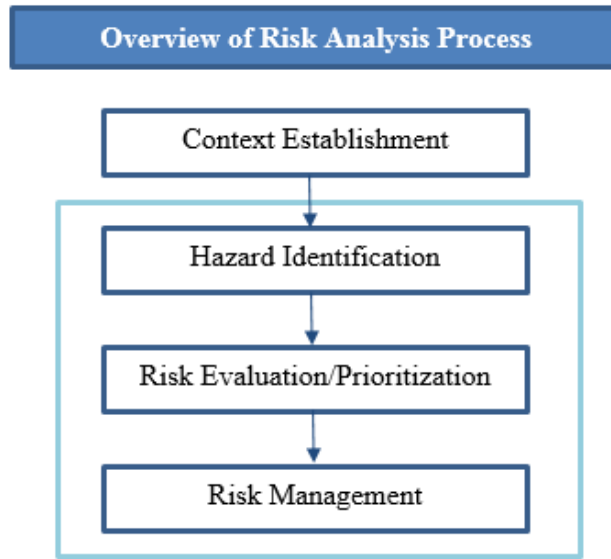 Overview of Risk Analysis Process
Context Establishment
Hazard Identification
Risk Evaluation/Prioritization
Risk Management